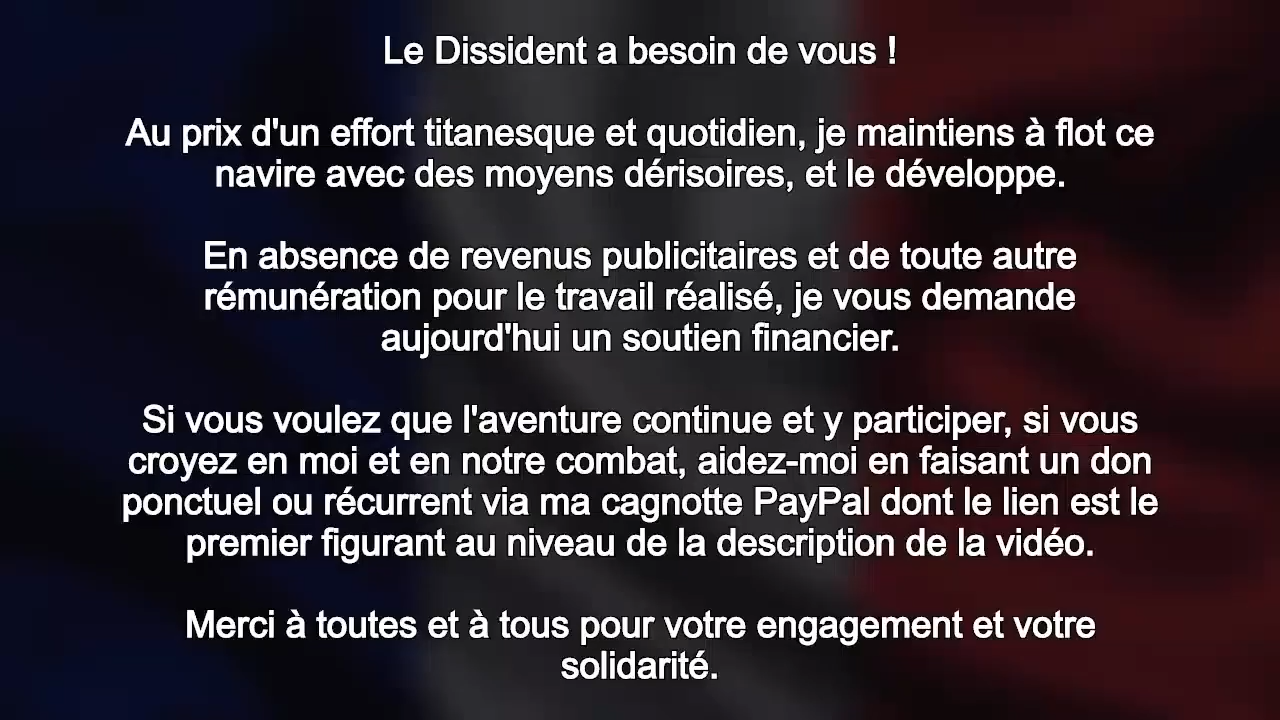 Le Dissident a besoin de vous !
Au prix d'un effort titanesque et quotidien, je maintiens à flot ce
navire avec des moyens dérisoires, et le développe.
En absence de revenus publicitaires et de toute autre
rémunération pour le travail réalisé, je vous demande
aujourd'hui un soutien financier.
Si vous voulez que l'aventure continue et y participer, si vous
croyez en moi et en notre combat, aidez-moi en faisant un don
ponctuel ou récurrent via ma cagnotte PayPal dont le lien est le
premier figurant au niveau de la description de la vidéo.
Merci à toutes et à tous pour votre engagement et votre
solidarité.